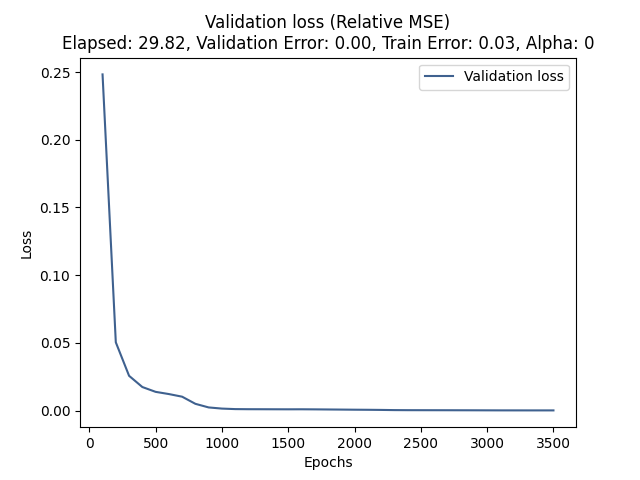 Validation loss (Relative MSE)
Elapsed: 29.82, Validation Error: 0.00, Train Error: 0.03, Alpha: 0
Validation loss
0.25
0.20
0.15
0.10
0.05
0.00
Loss
0 500 1000 1500 2000 2500 3000 3500
Epochs